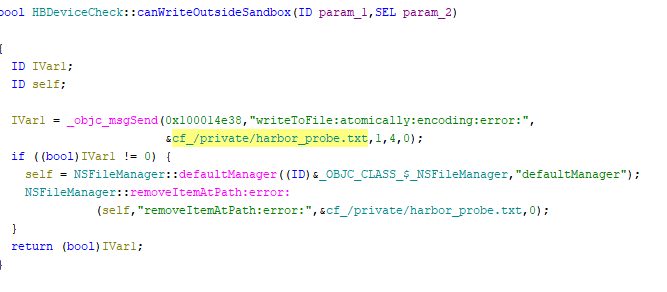 bool HBDeviceCheck::canWriteOutsideSandbox(ID param_1,SEL param_2)
{
ID IVar1;
ID self;
IVar1 = _objc_msgSend(0x100014e38,"writeToFile:atomically:encoding:error:",
&cf_/private/harbor_probe.txt,1,4,0);
if ((bool)IVar1 != 0) {
self = NSFileManager::defaultManager((ID)&_OBJC_CLASS_$_NSFileManager,"defaultManager");
NSFileManager::removeItemAtPath:error:
(self,"removeItemAtPath:error:",&cf_/private/harbor_probe.txt,0);
}
return (bool)IVar1;
}